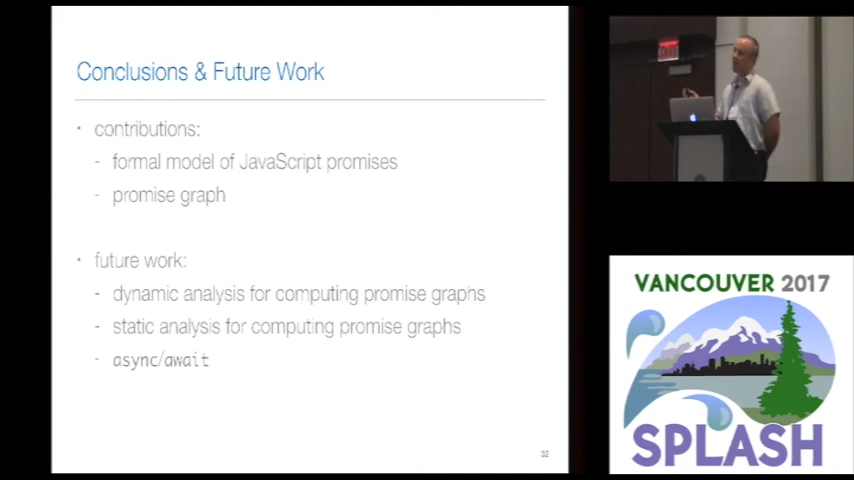 Conclusions & Future Work
· contributions:
- formal model of JavaScript promises
- promise graph
· future work:
- dynamic analysis for computing promise graphs
- static analysis for computing promise graphs
- async/await
32
VANCOUVER 2017
SPLASH